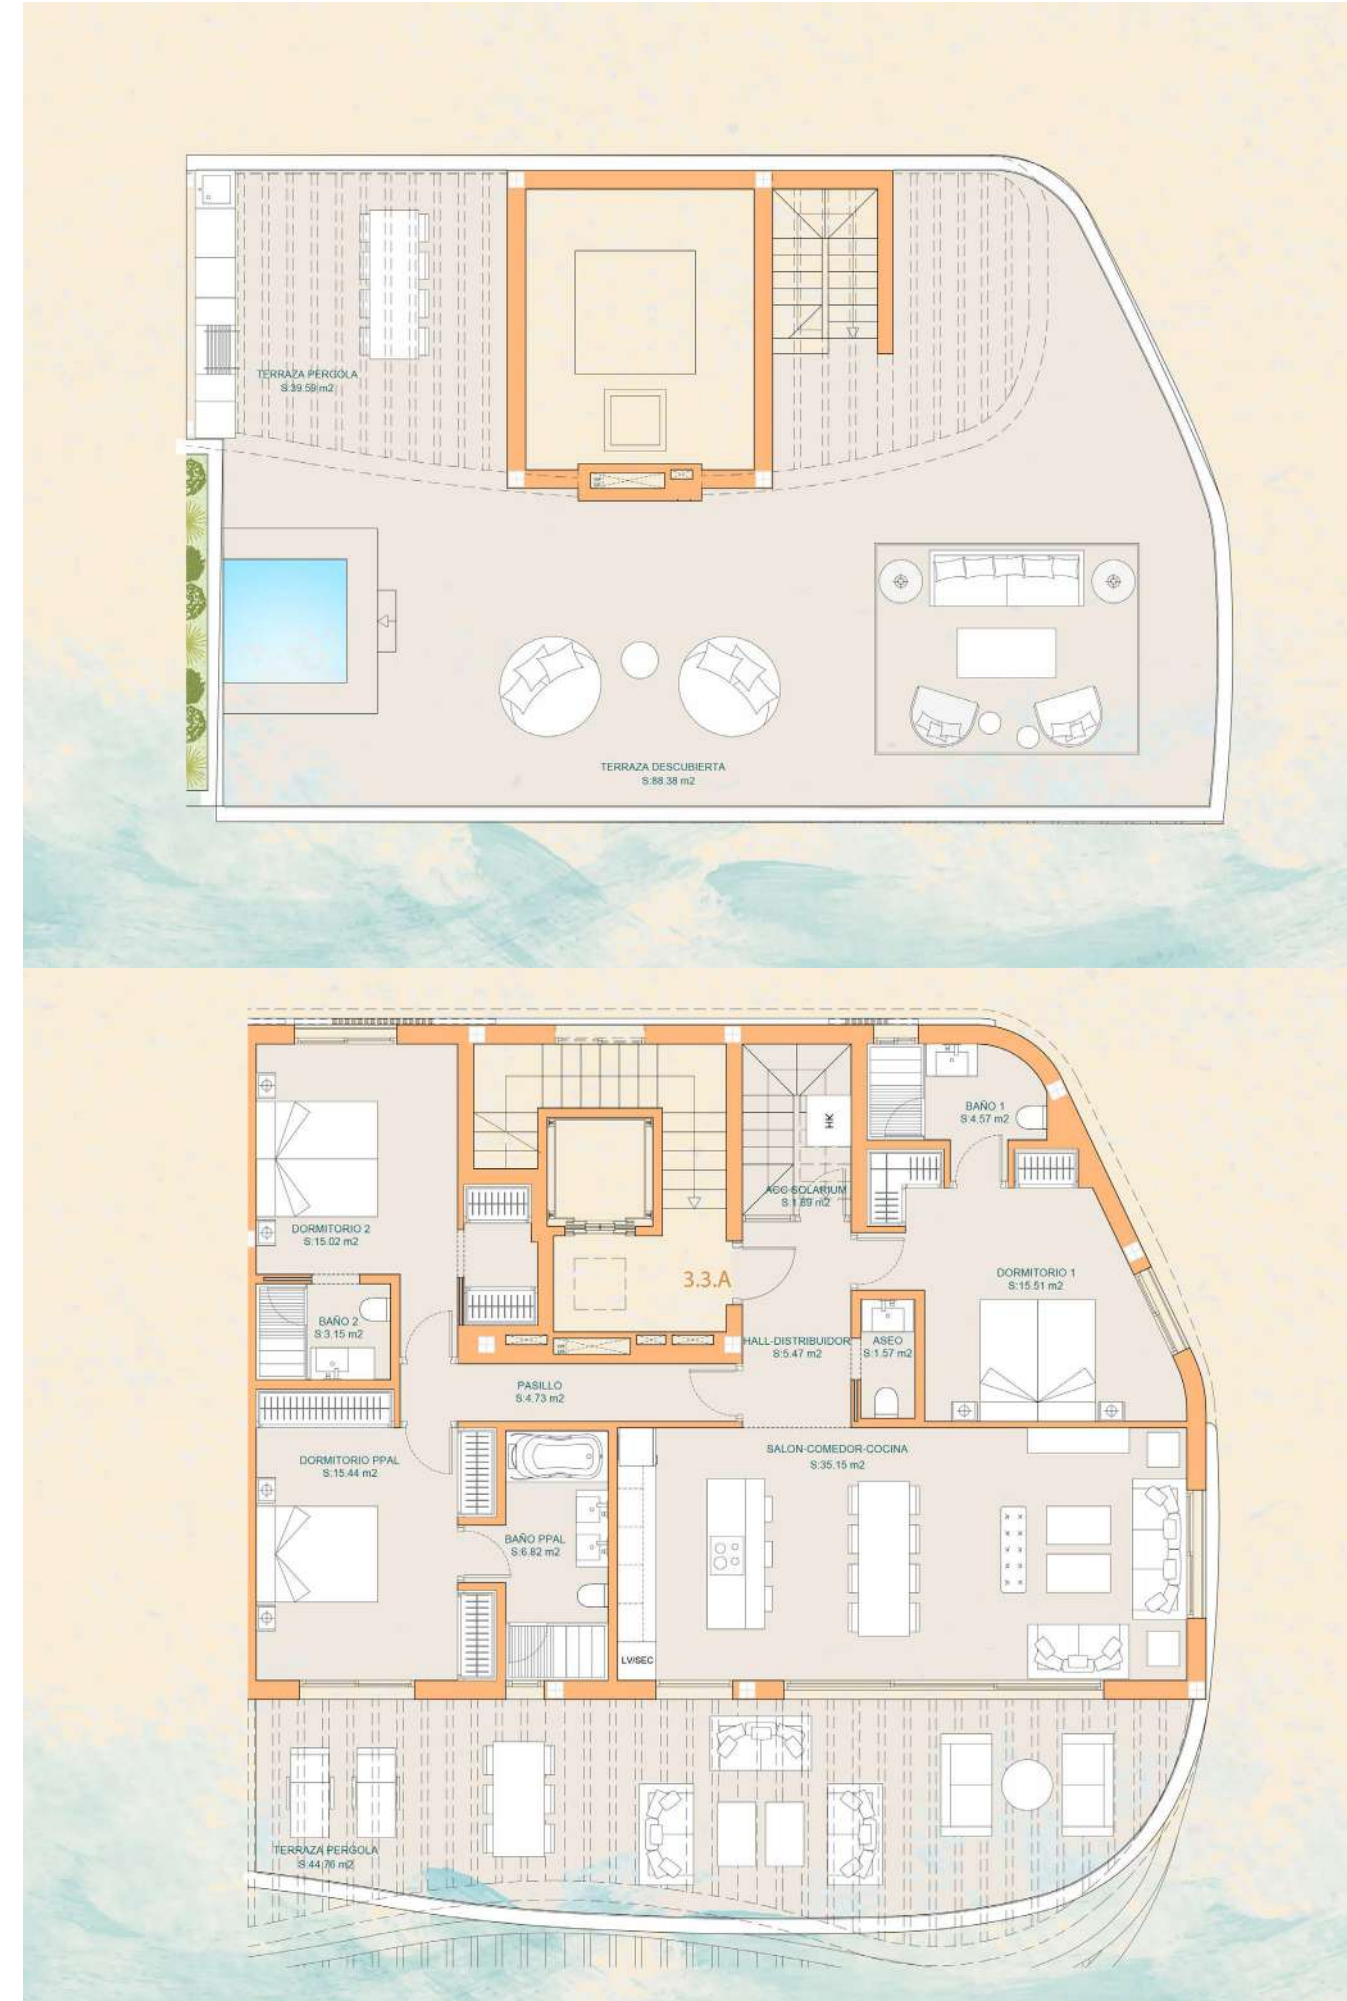 TERRAZA PERGOLA
S:39.59 m2
TERRAZA DESCUBIERTA
S:88.38 m2
BAÑO 1
S:4.57 m2
HK
ACC-SOLARIUM
S:1.89 m2
DORMITORIO 2
S:15.02 m2
3.3.A
DORMITORIO 1
S:15.51 m2
BAÑO 2
S:3.15 m2
HALL-DISTRIBUIDOR
S:5.47 m2
ASEO
S:1.57 m2
PASILLO
S:4.73 m2
SALON-COMEDOR-COCINA
S:35.15 m2
DORMITORIO PPAL
S:15.44 m2
BAÑO PPAL
S:6.82 m2
LV/SEC
TERRAZA PERGOLA
S:44.76 m2